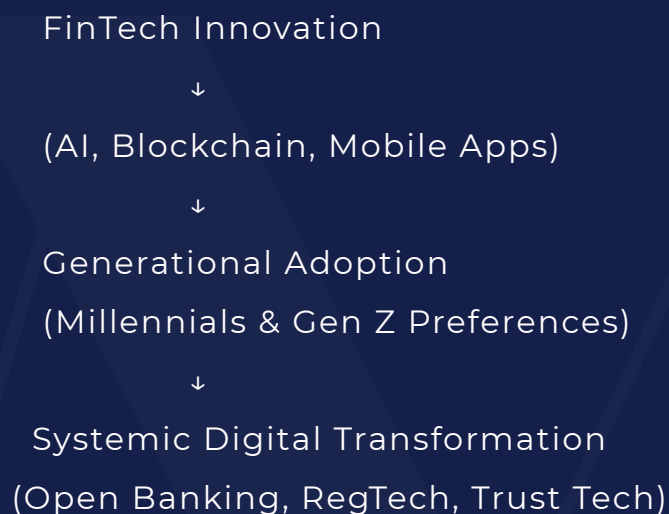 FinTech Innovation
↓
(AI, Blockchain, Mobile Apps)
↓
Generational Adoption
(Millennials & Gen Z Preferences)
↓
Systemic Digital Transformation
(Open Banking, RegTech, Trust Tech)